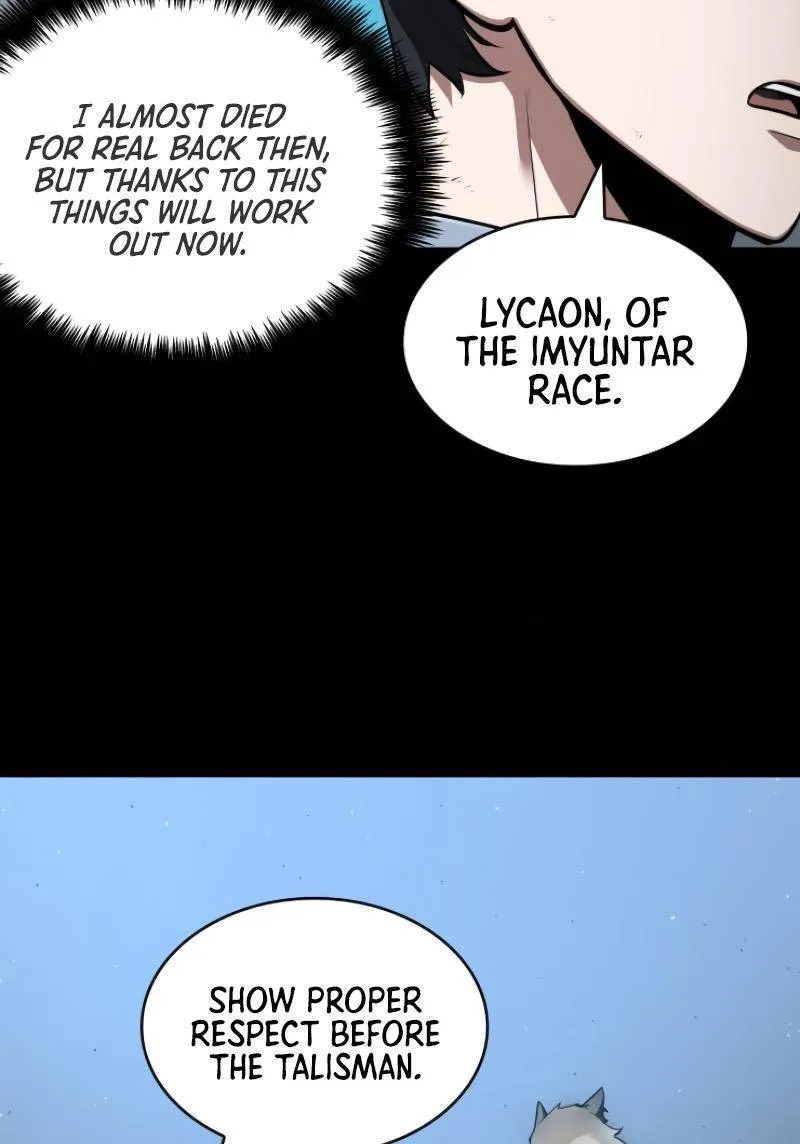 I ALMOST DIED
FOR REAL BACK THEN,
BUT THANKS TO THIS
THINGS WILL WORK
OUT NOW.
LYCAON, OF
THE IMYUNTAR
RACE.
SHOW PROPER
RESPECT BEFORE
THE TALISMAN.